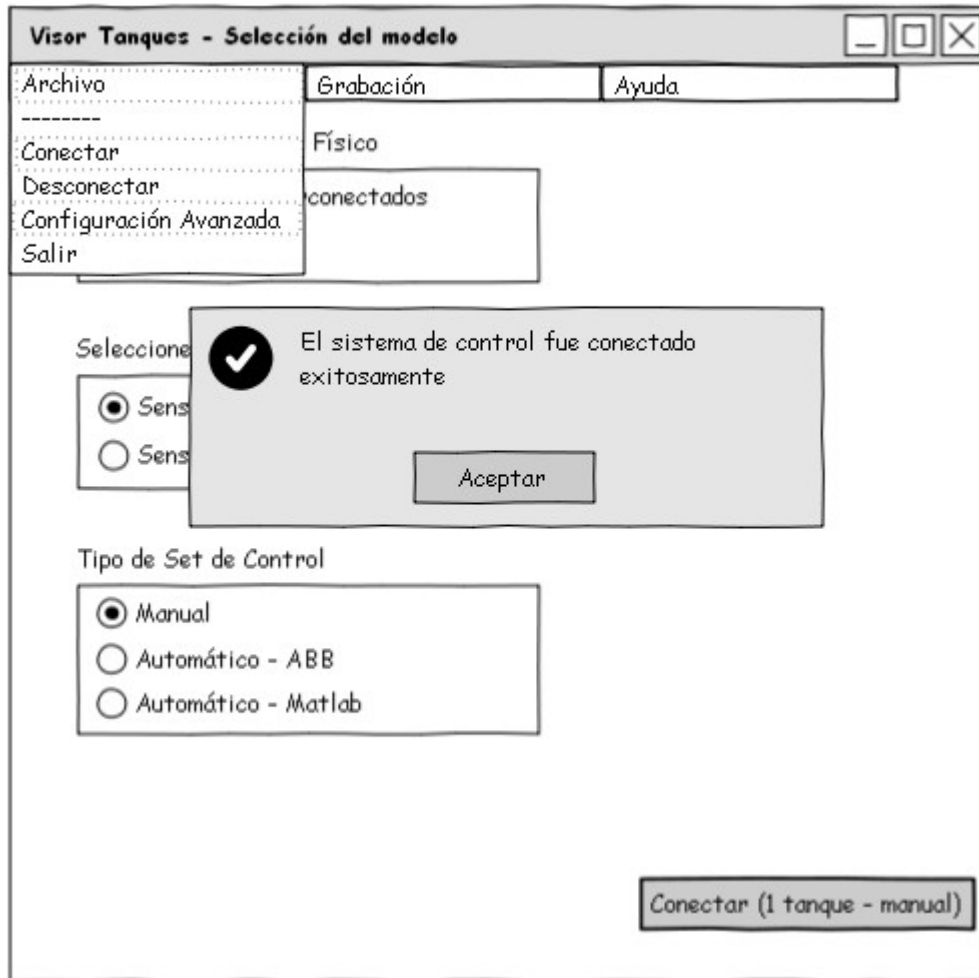 Visor Tanques - Selección del modelo
Archivo
Grabación
Ayuda
--------
Conectar
Desconectar
Configuración Avanzada
Salir
Físico
conectados
El sistema de control fue conectado
exitosamente
Aceptar
Seleccione
Sens
Sens
Tipo de Set de Control
Manual
Automático - ABB
Automático - Matlab
Conectar (1 tanque - manual)